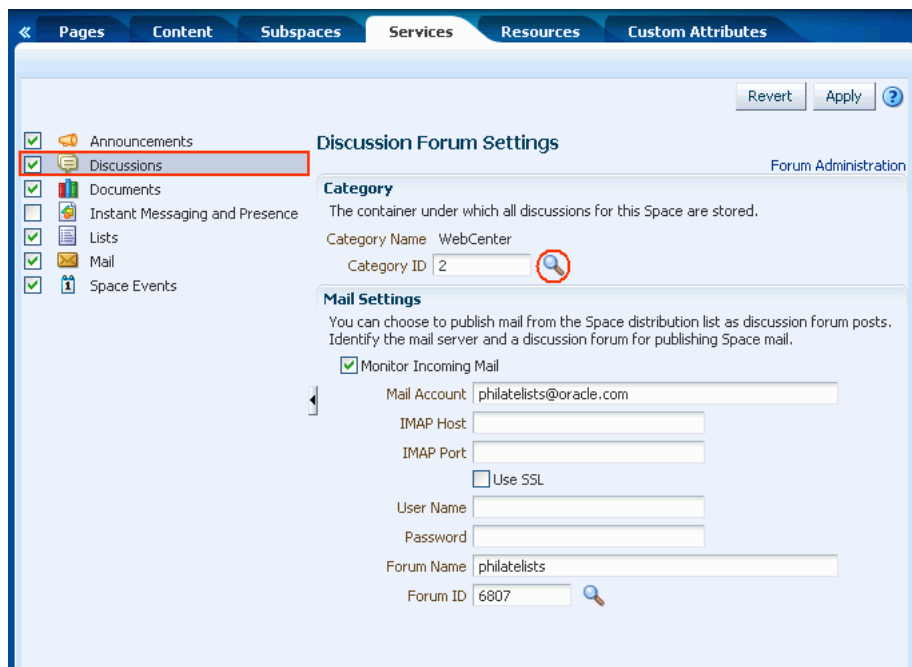 « Pages Content Subspaces Services Resources Custom Attributes
Revert Apply ?
Announcements
Discussions
Documents
Instant Messaging and Presence
Lists
Mail
1 Space Events
Discussion Forum Settings
Forum Administration
Category
The container under which all discussions for this Space are stored.
Category Name WebCenter
Category ID 2
Mail Settings
You can choose to publish mail from the Space distribution list as discussion forum posts.
Identify the mail server and a discussion forum for publishing Space mail.
Monitor Incoming Mail
Mail Account philatelists@oracle.com
IMAP Host
IMAP Port
Use SSL
User Name
Password
Forum Name philatelists
Forum ID 6807